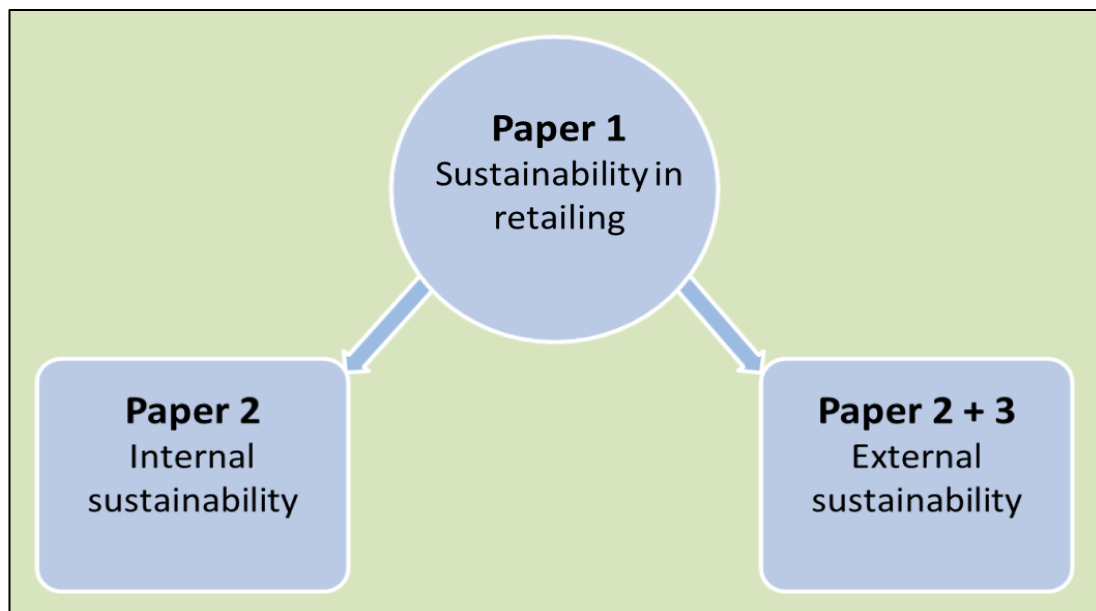 Paper 1
Sustainability in
retailing
Paper 2
Internal
sustainability
Paper 2 + 3
External
sustainability